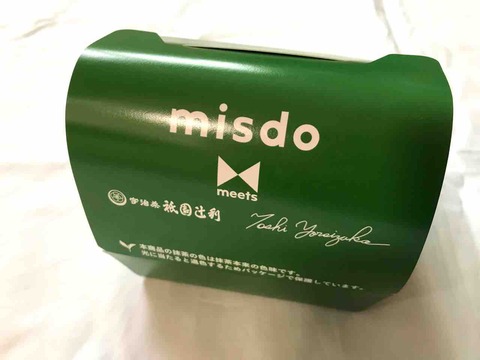 misdo
meets
宇治茶 祇園辻利
Toshi Yoroizuka
本商品の抹茶の色は抹茶本来の色味です。
光に当たると退色するためパッケージで保護しています。